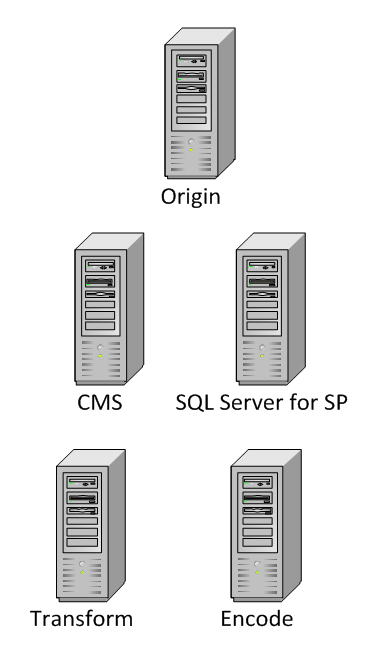 Origin
CMS
SQL Server for SP
Transform
Encode